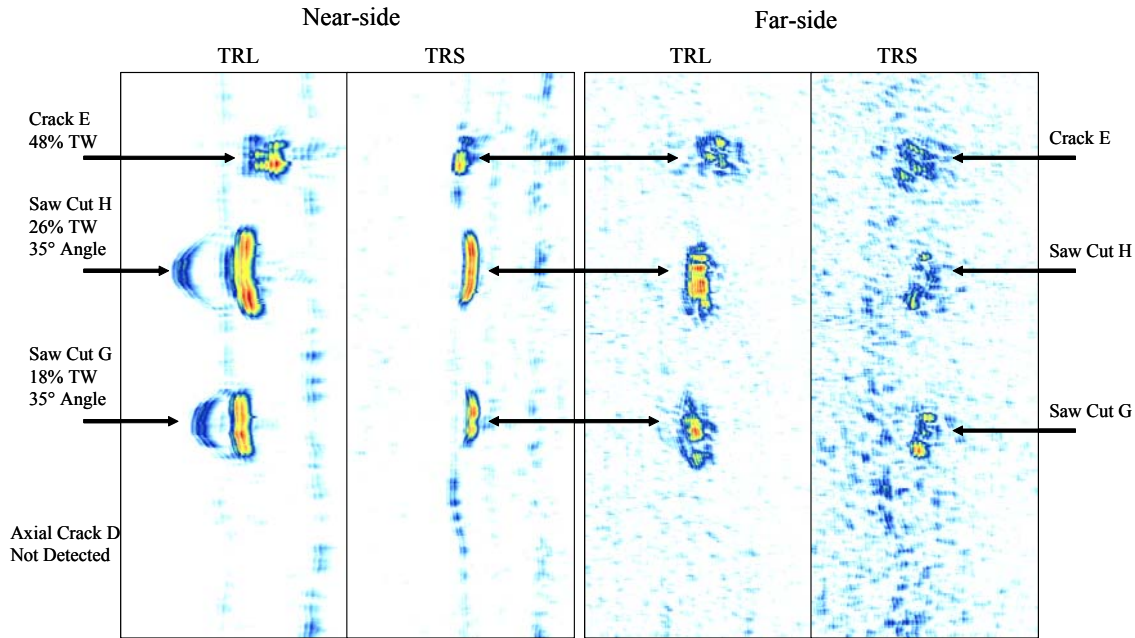 Near-side
Far-side
TRL
TRS
TRL
TRS
Crack E
48% TW
Crack E
Saw Cut H
26% TW
35° Angle
Saw Cut H
Saw Cut G
18% TW
35° Angle
Saw Cut G
Axial Crack D
Not Detected